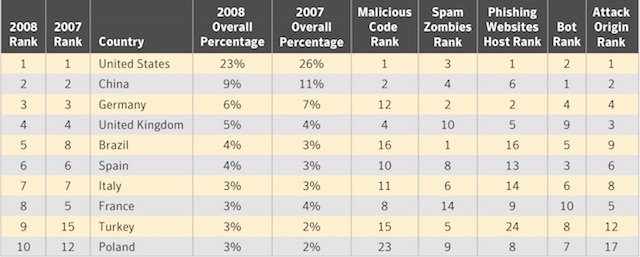 2008 Rank 2007 Rank Country 2008 Overall Percentage 2007 Overall Percentage Malicious Code Rank Spam Zombies Rank Phishing Websites Host Rank Bot Rank Attack Origin Rank
1 1 United States 23% 26% 1 3 1 2 1
2 2 China 9% 11% 2 4 6 1 2
3 3 Germany 6% 7% 12 2 2 4 4
4 4 United Kingdom 5% 4% 4 10 5 9 3
5 8 Brazil 4% 3% 16 1 16 5 9
6 6 Spain 4% 3% 10 8 13 3 6
7 7 Italy 3% 3% 11 6 14 6 8
8 5 France 3% 4% 8 14 9 10 5
9 15 Turkey 3% 2% 15 5 24 8 12
10 12 Poland 3% 2% 23 9 8 7 17